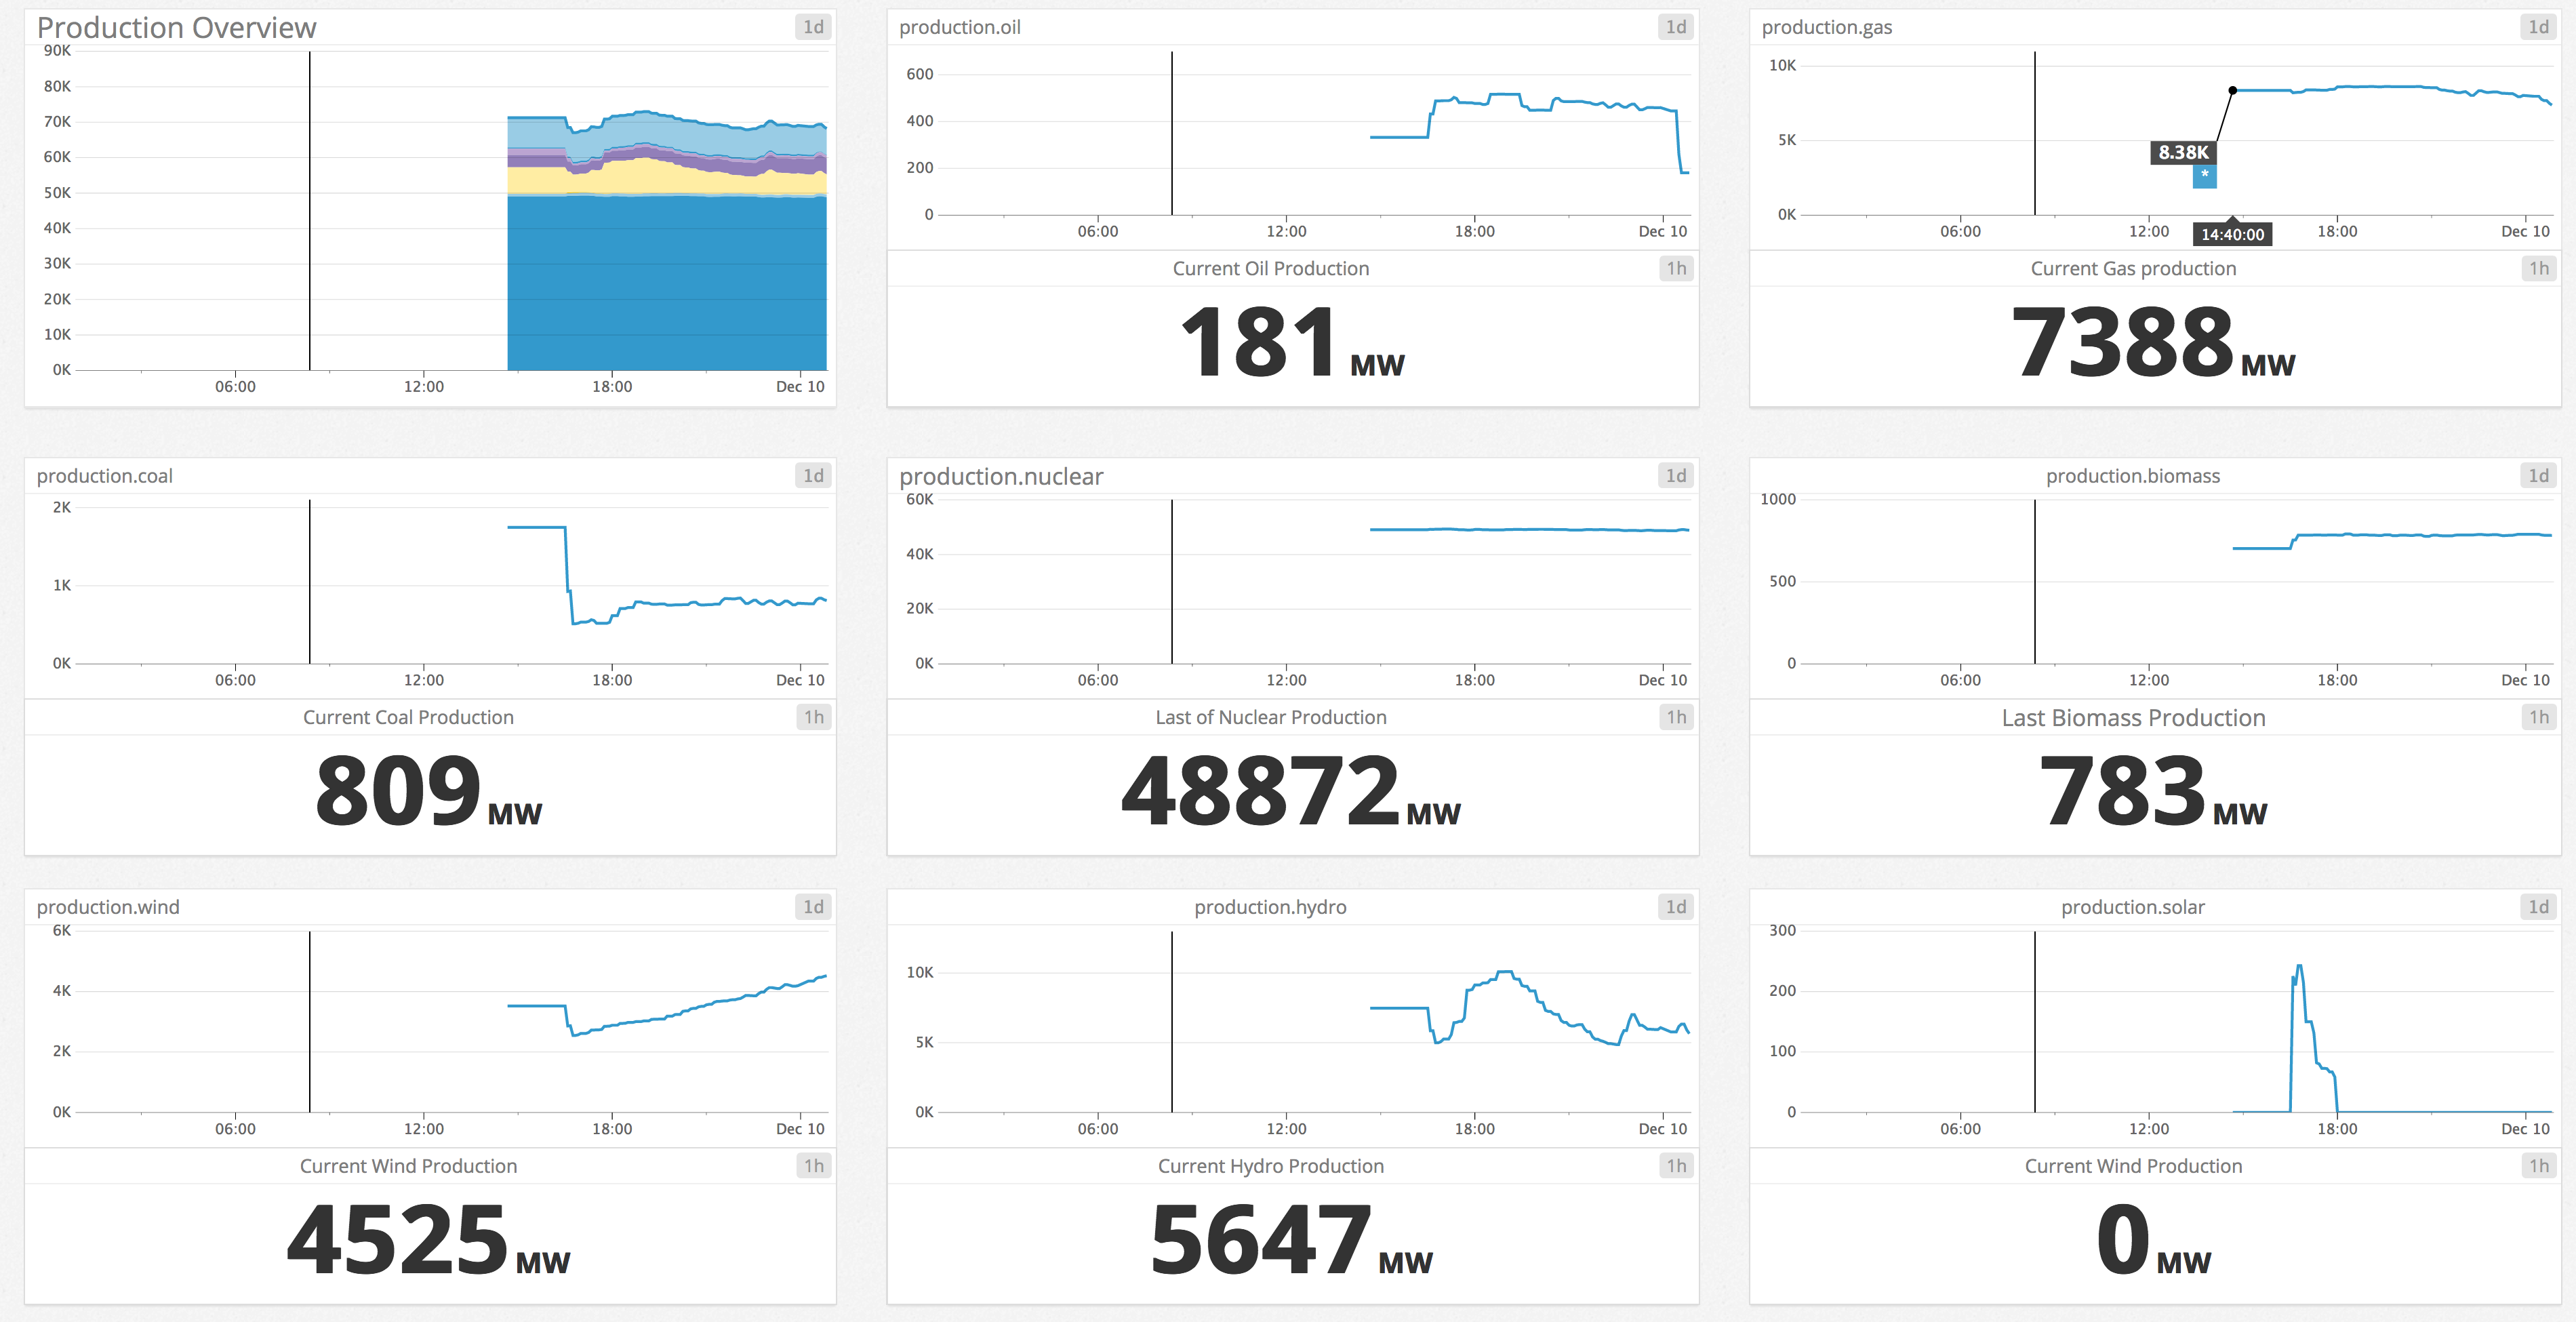 Production Overview 1d
90K
80K
70K
60K
50K
40K
30K
20K
10K
0K
06:00 12:00 18:00 Dec 10
production.oil 1d
600
400
200
0
06:00 12:00 18:00 Dec 10
Current Oil Production 1h
181 MW
production.gas 1d
10K
5K
0K
8.38K
*
06:00 12:00 14:40:00 18:00 Dec 10
Current Gas production 1h
7388 MW
production.coal 1d
2K
1K
0K
06:00 12:00 18:00 Dec 10
Current Coal Production 1h
809 MW
production.nuclear 1d
60K
40K
20K
0K
06:00 12:00 18:00 Dec 10
Last of Nuclear Production 1h
48872 MW
production.biomass 1d
1000
500
0
06:00 12:00 18:00 Dec 10
Last Biomass Production 1h
783 MW
production.wind 1d
6K
4K
2K
0K
06:00 12:00 18:00 Dec 10
Current Wind Production 1h
4525 MW
production.hydro 1d
10K
5K
0K
06:00 12:00 18:00 Dec 10
Current Hydro Production 1h
5647 MW
production.solar 1d
300
200
100
0
06:00 12:00 18:00 Dec 10
Current Wind Production 1h
0 MW